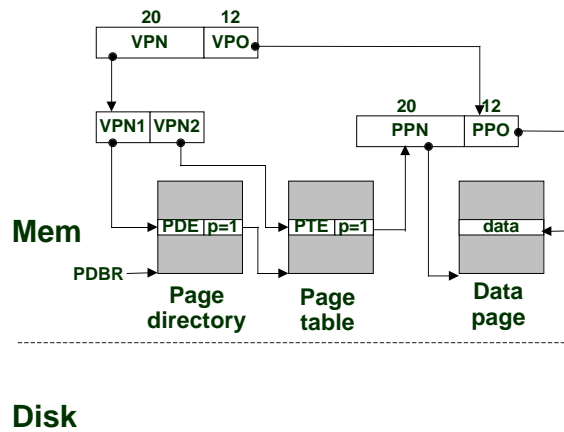 20 12
VPN VPO
20 12
VPN1 VPN2 PPN PPO
Mem PDE p=1 PTE p=1 data
PDBR
Page directory Page table Data page
Disk